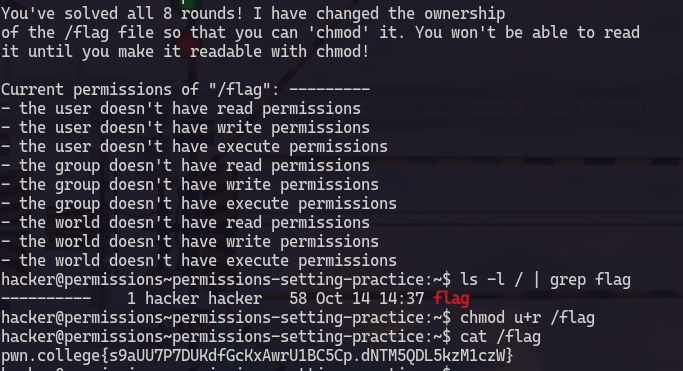 You've solved all 8 rounds! I have changed the ownership
of the /flag file so that you can 'chmod' it. You won't be able to read
it until you make it readable with chmod!
Current permissions of "/flag": ---------
- the user doesn't have read permissions
- the user doesn't have write permissions
- the user doesn't have execute permissions
- the group doesn't have read permissions
- the group doesn't have write permissions
- the group doesn't have execute permissions
- the world doesn't have read permissions
- the world doesn't have write permissions
- the world doesn't have execute permissions
hacker@permissions~permissions-setting-practice:~$ ls -l / | grep flag
----------    1 hacker hacker   58 Oct 14 14:37 flag
hacker@permissions~permissions-setting-practice:~$ chmod u+r /flag
hacker@permissions~permissions-setting-practice:~$ cat /flag
pwn.college{s9aUU7P7DUKdfGcKxAwrU1BC5Cp.dNTM5QDL5kzM1czW}